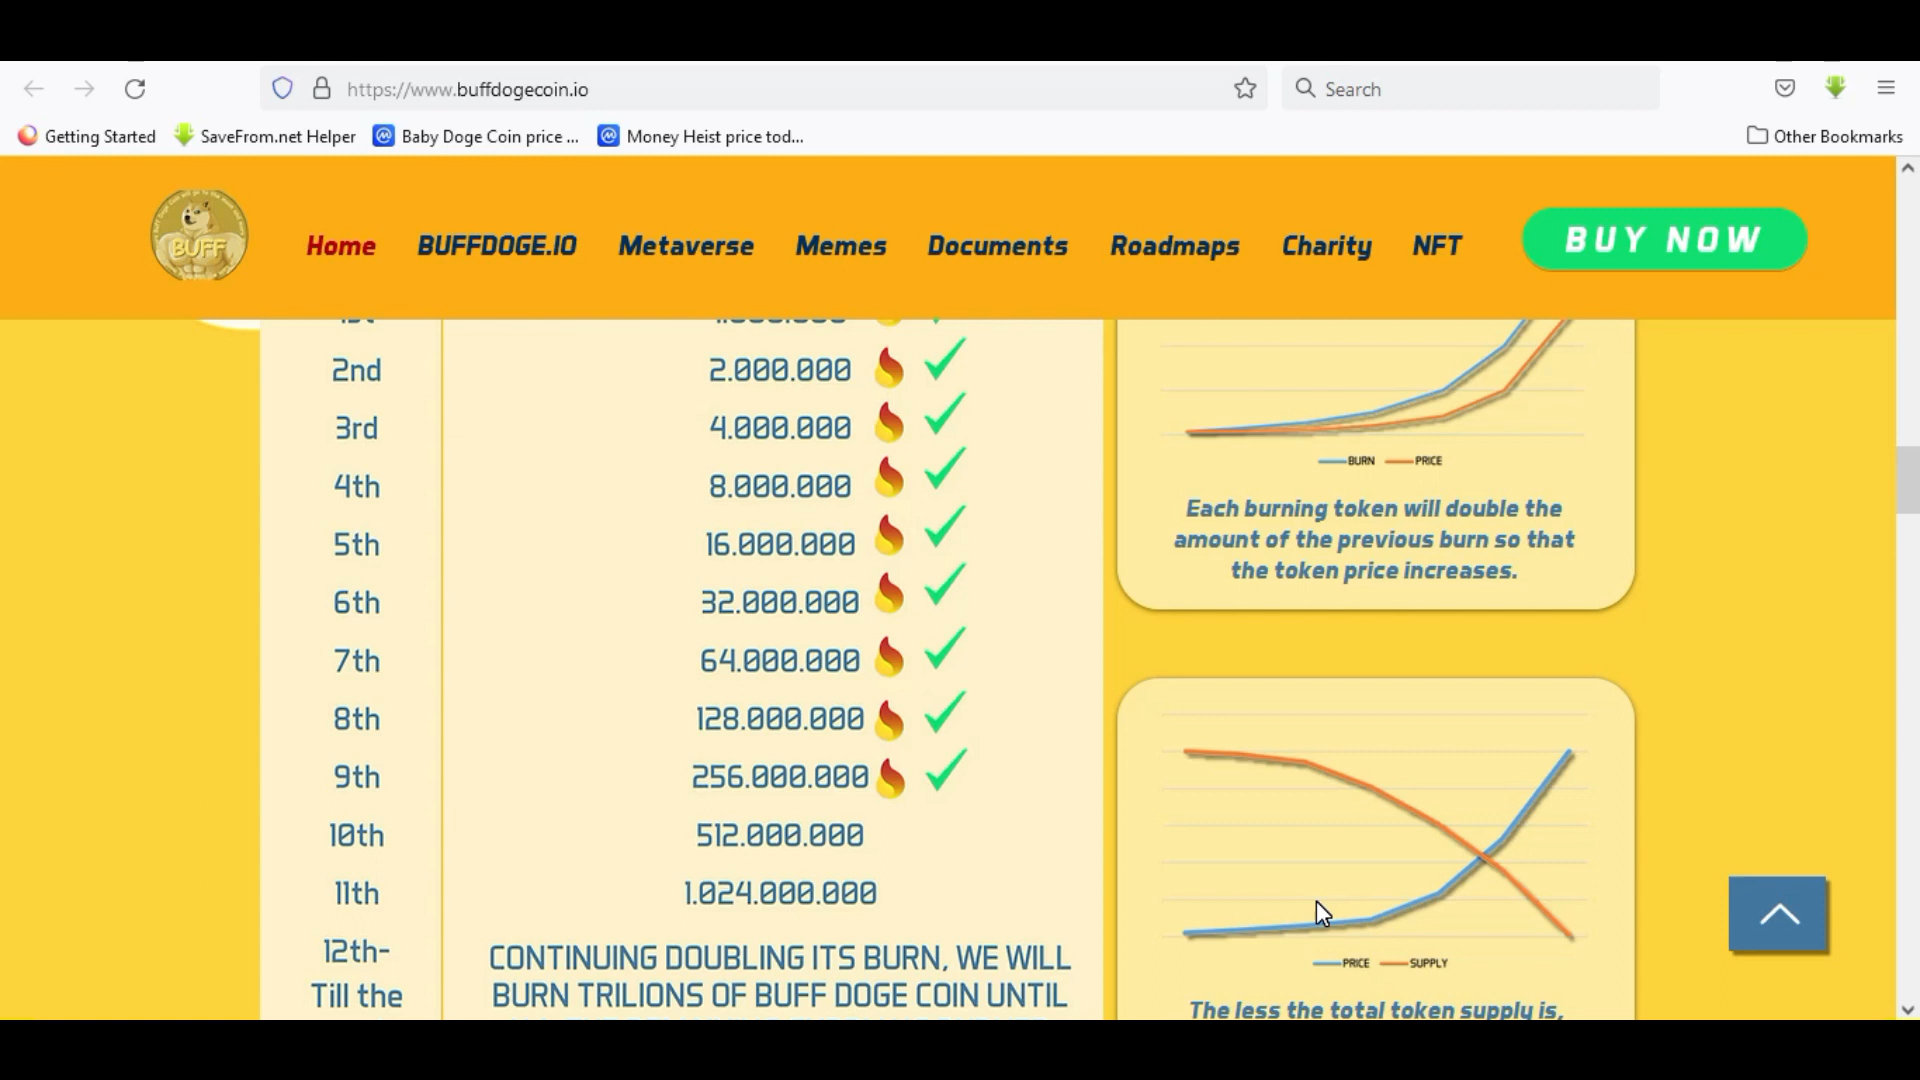 https://www.buffdogecoin.io
Search
Getting Started
SaveFrom.net Helper
Baby Doge Coin price ...
Money Heist price tod...
Other Bookmarks
BUFF
Home
BUFFDOGE.IO
Metaverse
Memes
Documents
Roadmaps
Charity
NFT
BUY NOW
2nd 2.000.000
3rd 4.000.000
4th 8.000.000
5th 16.000.000
6th 32.000.000
7th 64.000.000
8th 128.000.000
9th 256.000.000
10th 512.000.000
11th 1.024.000.000
12th-
Till the
CONTINUING DOUBLING ITS BURN, WE WILL
BURN TRILIONS OF BUFF DOGE COIN UNTIL
BURN PRICE
Each burning token will double the
amount of the previous burn so that
the token price increases.
PRICE SUPPLY
The less the total token supply is,